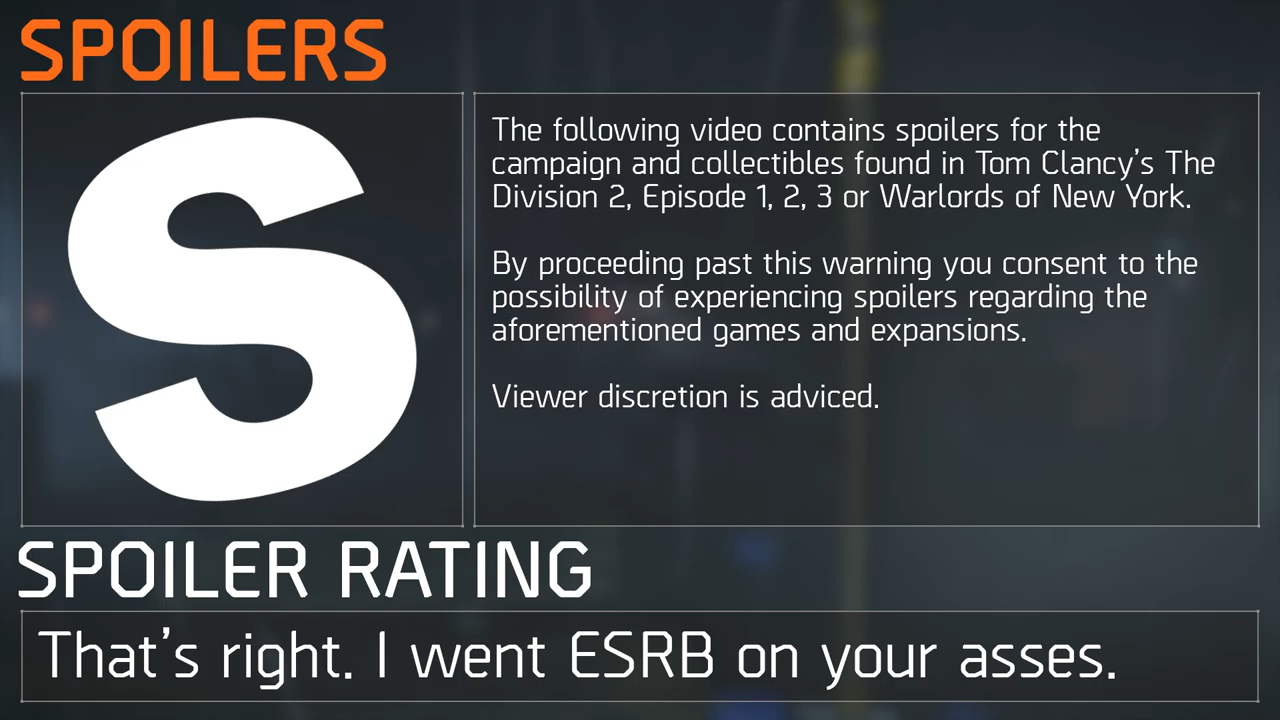 SPOILERS
S
The following video contains spoilers for the
campaign and collectibles found in Tom Clancy's The
Division 2, Episode 1, 2, 3 or Warlords of New York.
By proceeding past this warning you consent to the
possibility of experiencing spoilers regarding the
aforementioned games and expansions.
Viewer discretion is adviced.
SPOILER RATING
That's right. I went ESRB on your asses.